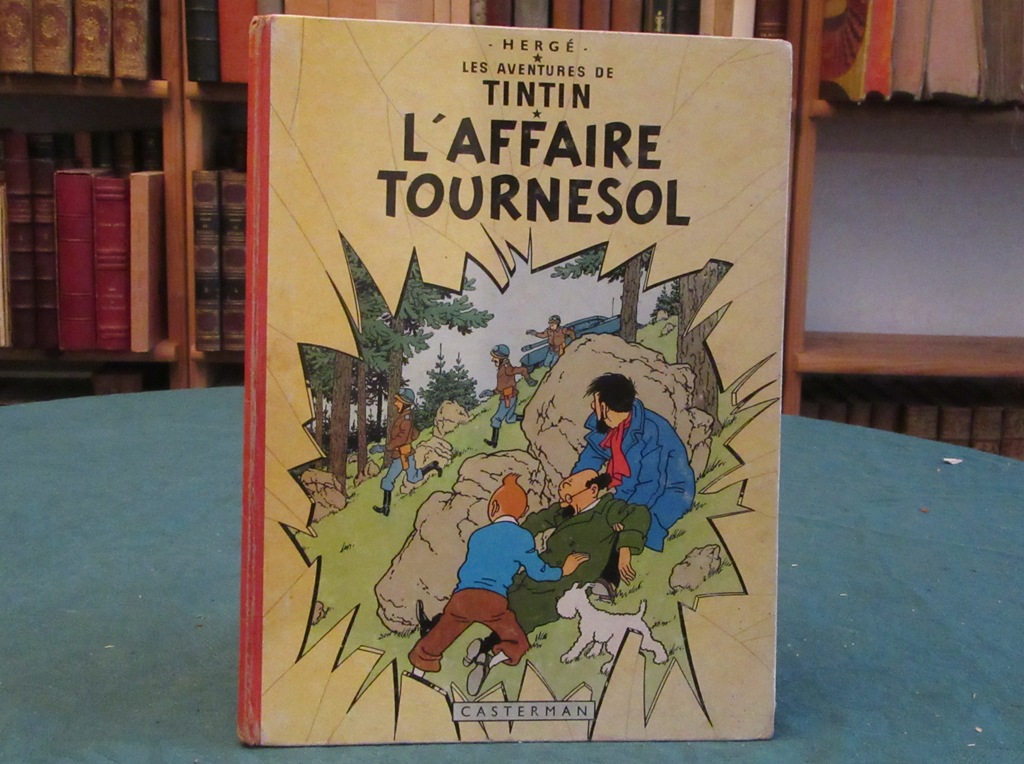 - HERGÉ -
LES AVENTURES DE
TINTIN
L'AFFAIRE
TOURNESOL
CASTERMAN